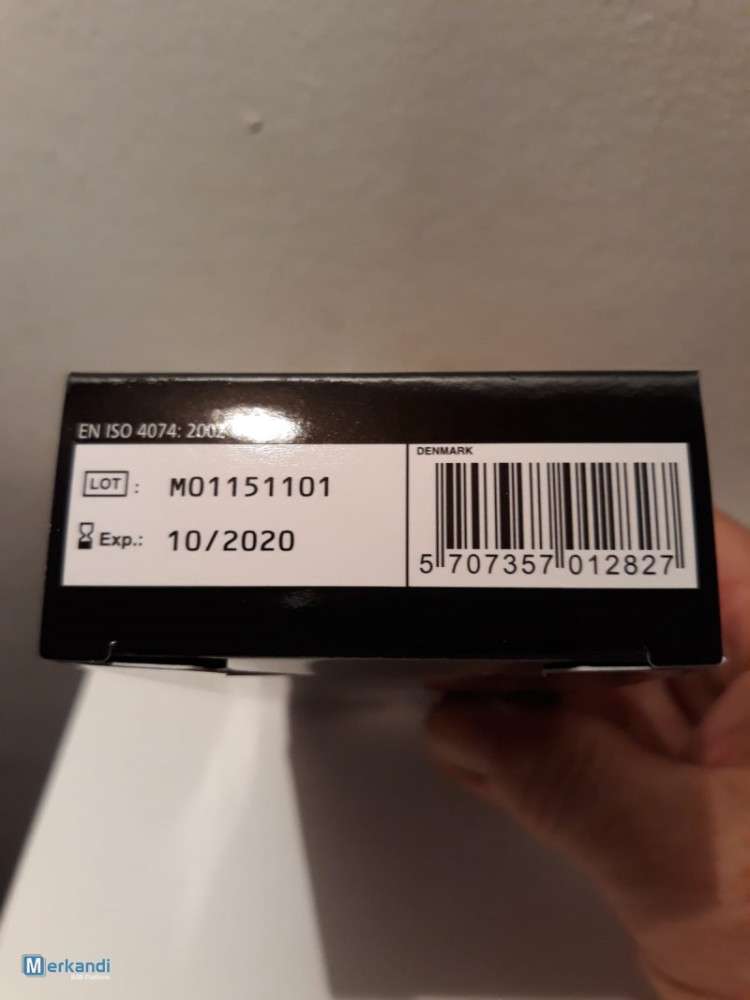 EN ISO 4074: 2002
LOT : M01151101
Exp.: 10/2020
DENMARK
5 707357 012827
Merkandi